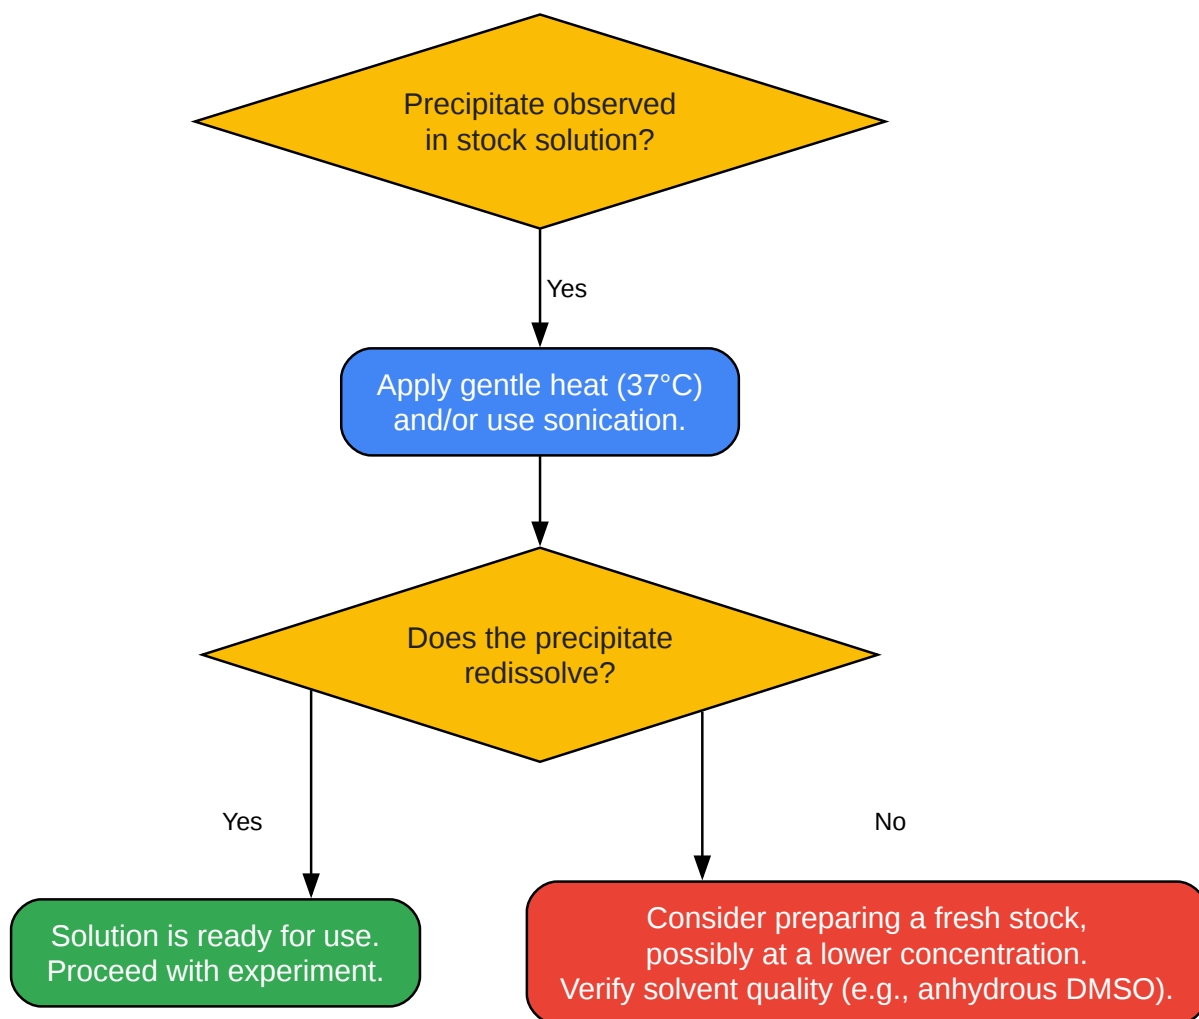 Precipitate observed
in stock solution?
Yes
Apply gentle heat (37°C)
and/or use sonication.
Does the precipitate
redissolve?
Yes
No
Solution is ready for use.
Proceed with experiment.
Consider preparing a fresh stock,
possibly at a lower concentration.
Verify solvent quality (e.g., anhydrous DMSO).